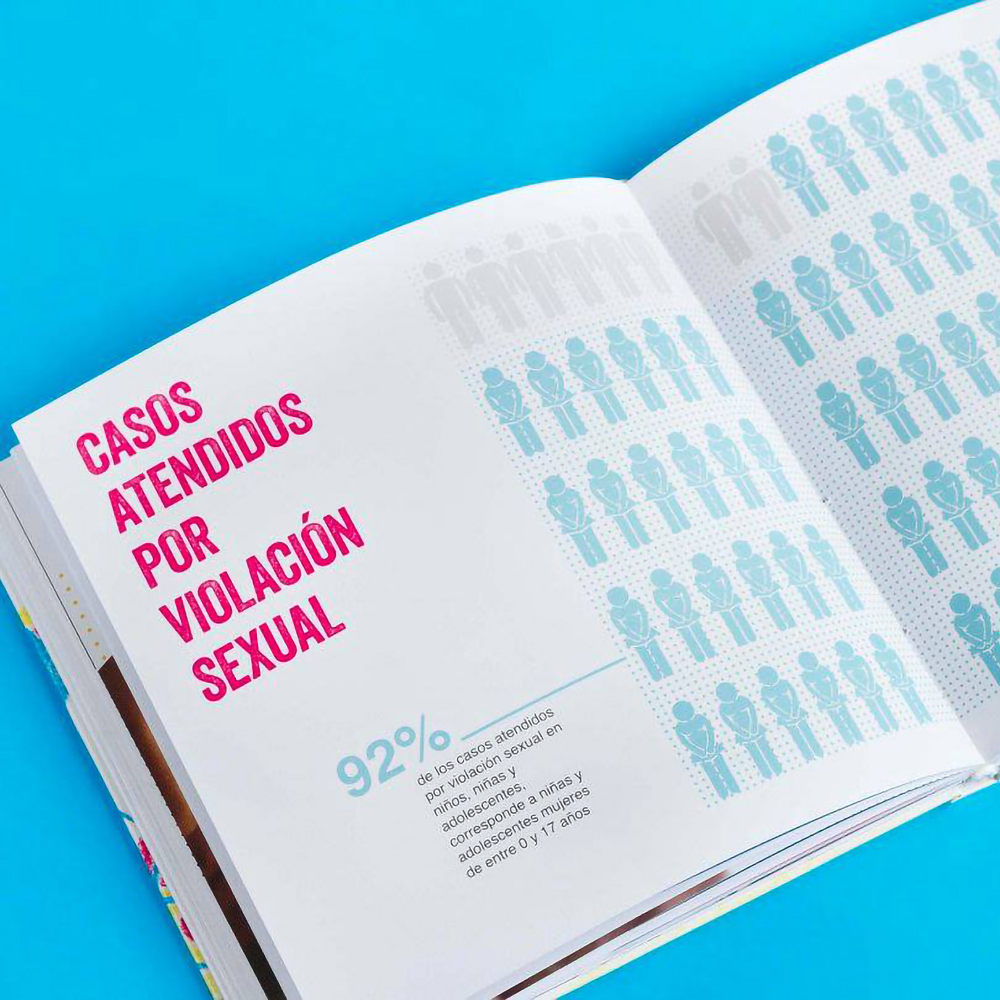 CASOS
ATENDIDOS
POR
VIOLACIÓN
SEXUAL
92%
de los casos atendidos
por violación sexual en
niños, niñas y
adolescentes,
corresponde a niñas y
adolescentes mujeres
de entre 0 y 17 años